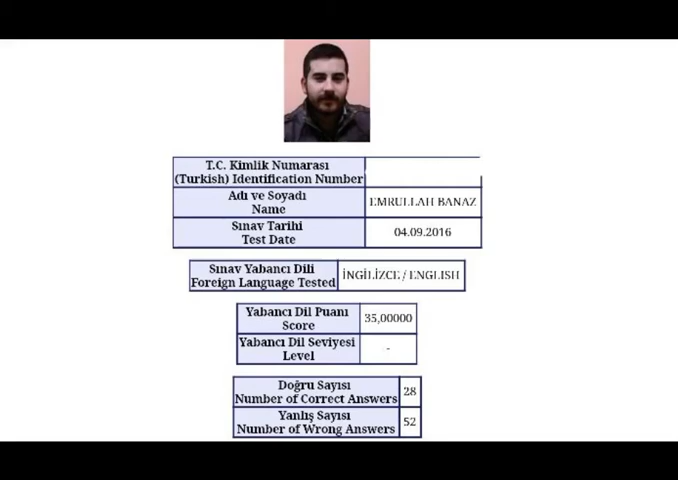 T.C. Kimlik Numarası
(Turkish) Identification Number
Adı ve Soyadı
Name
EMRULLAH BANAZ
Sınav Tarihi
Test Date
04.09.2016
Sınav Yabancı Dili
Foreign Language Tested
İNGİLİZCE / ENGLISH
Yabancı Dil Puanı
Score
35,00000
Yabancı Dil Seviyesi
Level
-
Doğru Sayısı
Number of Correct Answers
28
Yanlış Sayısı
Number of Wrong Answers
52